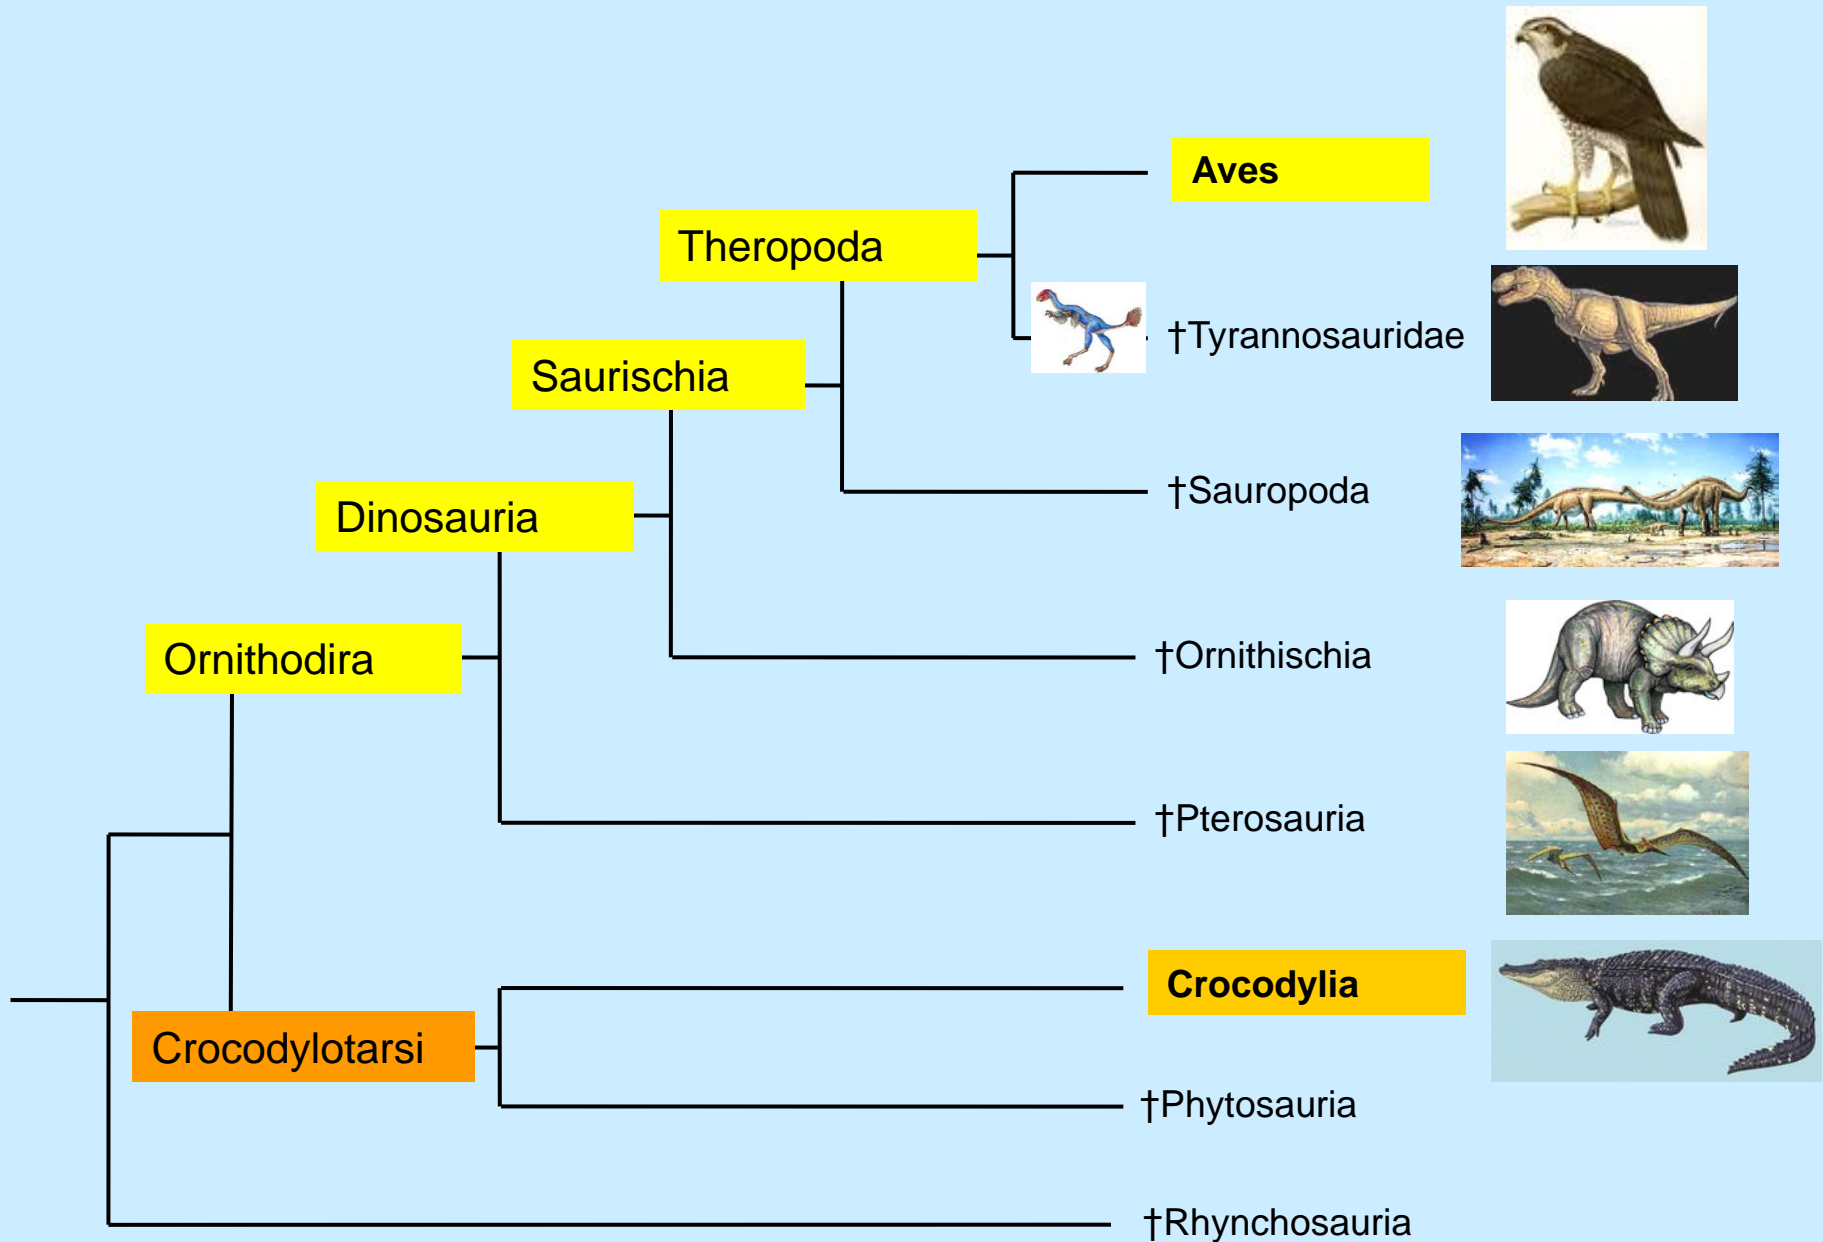 Aves
Theropoda
†Tyrannosauridae
Saurischia
†Sauropoda
Dinosauria
†Ornithischia
Ornithodira
†Pterosauria
Crocodylia
Crocodylotarsi
†Phytosauria
†Rhynchosauria